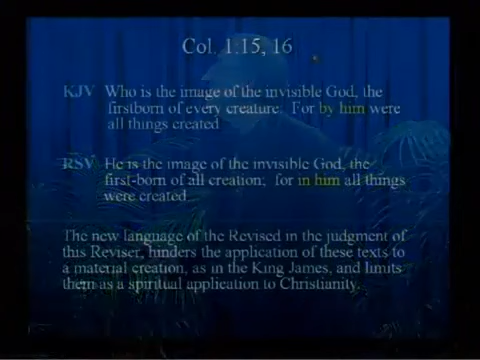 Col. 1:15, 16
KJV Who is the image of the invisible God, the
firstborn of every creature. For by him were
all things created
RSV He is the image of the invisible God, the
first-born of all creation; for in him all things
were created
The new language of the Revised in the judgment of
this Reviser, hinders the application of these texts to
a material creation, as in the King James, and limits
them as a spiritual application to Christianity.